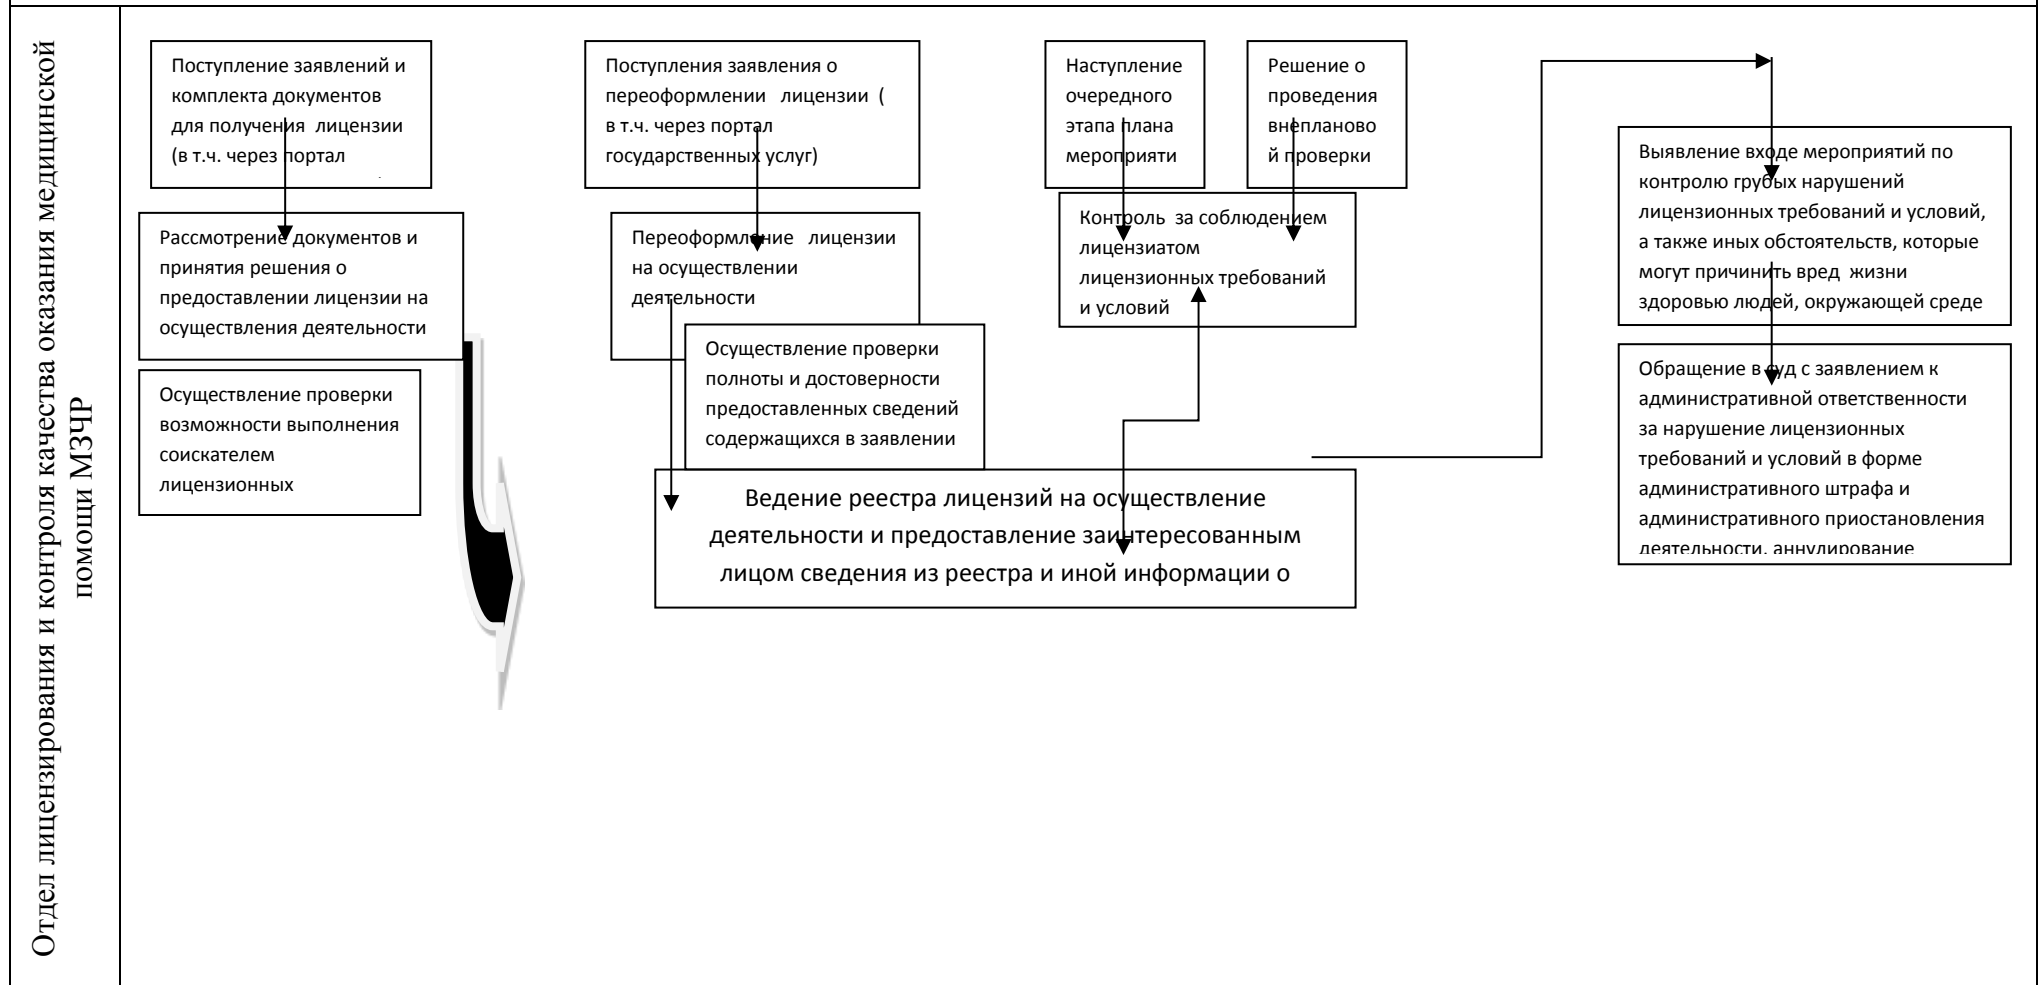 Отдел лицензирования и контроля качества оказания медицинской
помощи МЗЧР
Поступление заявлений и
комплекта документов
для получения лицензии
(в т.ч. через портал
Рассмотрение документов и
принятия решения о
предоставлении лицензии на
осуществления деятельности
Осуществление проверки
возможности выполнения
соискателем
лицензионных
Поступления заявления о
переоформлении лицензии (
в т.ч. через портал
государственных услуг)
Переоформление лицензии
на осуществлении
деятельности
Осуществление проверки
полноты и достоверности
предоставленных сведений
содержащихся в заявлении
Наступление
очередного
этапа плана
мероприяти
Решение о
проведения
внепланово
й проверки
Контроль за соблюдением
лицензиатом
лицензионных требований
и условий
Ведение реестра лицензий на осуществление
деятельности и предоставление заинтересованным
лицом сведения из реестра и иной информации о
Выявление входе мероприятий по
контролю грубых нарушений
лицензионных требований и условий,
а также иных обстоятельств, которые
могут причинить вред жизни
здоровью людей, окружающей среде
Обращение в суд с заявлением к
административной ответственности
за нарушение лицензионных
требований и условий в форме
административного штрафа и
административного приостановления
деятельности, аннулирование